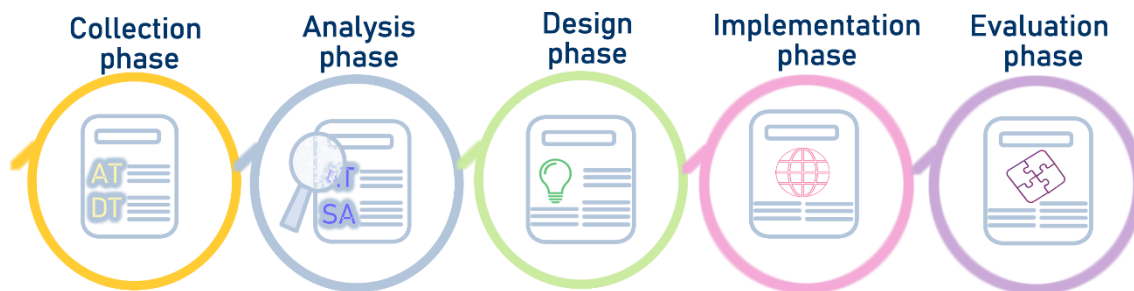 Collection
phase
Analysis
phase
Design
phase
Implementation
phase
Evaluation
phase
AT
DT
SA